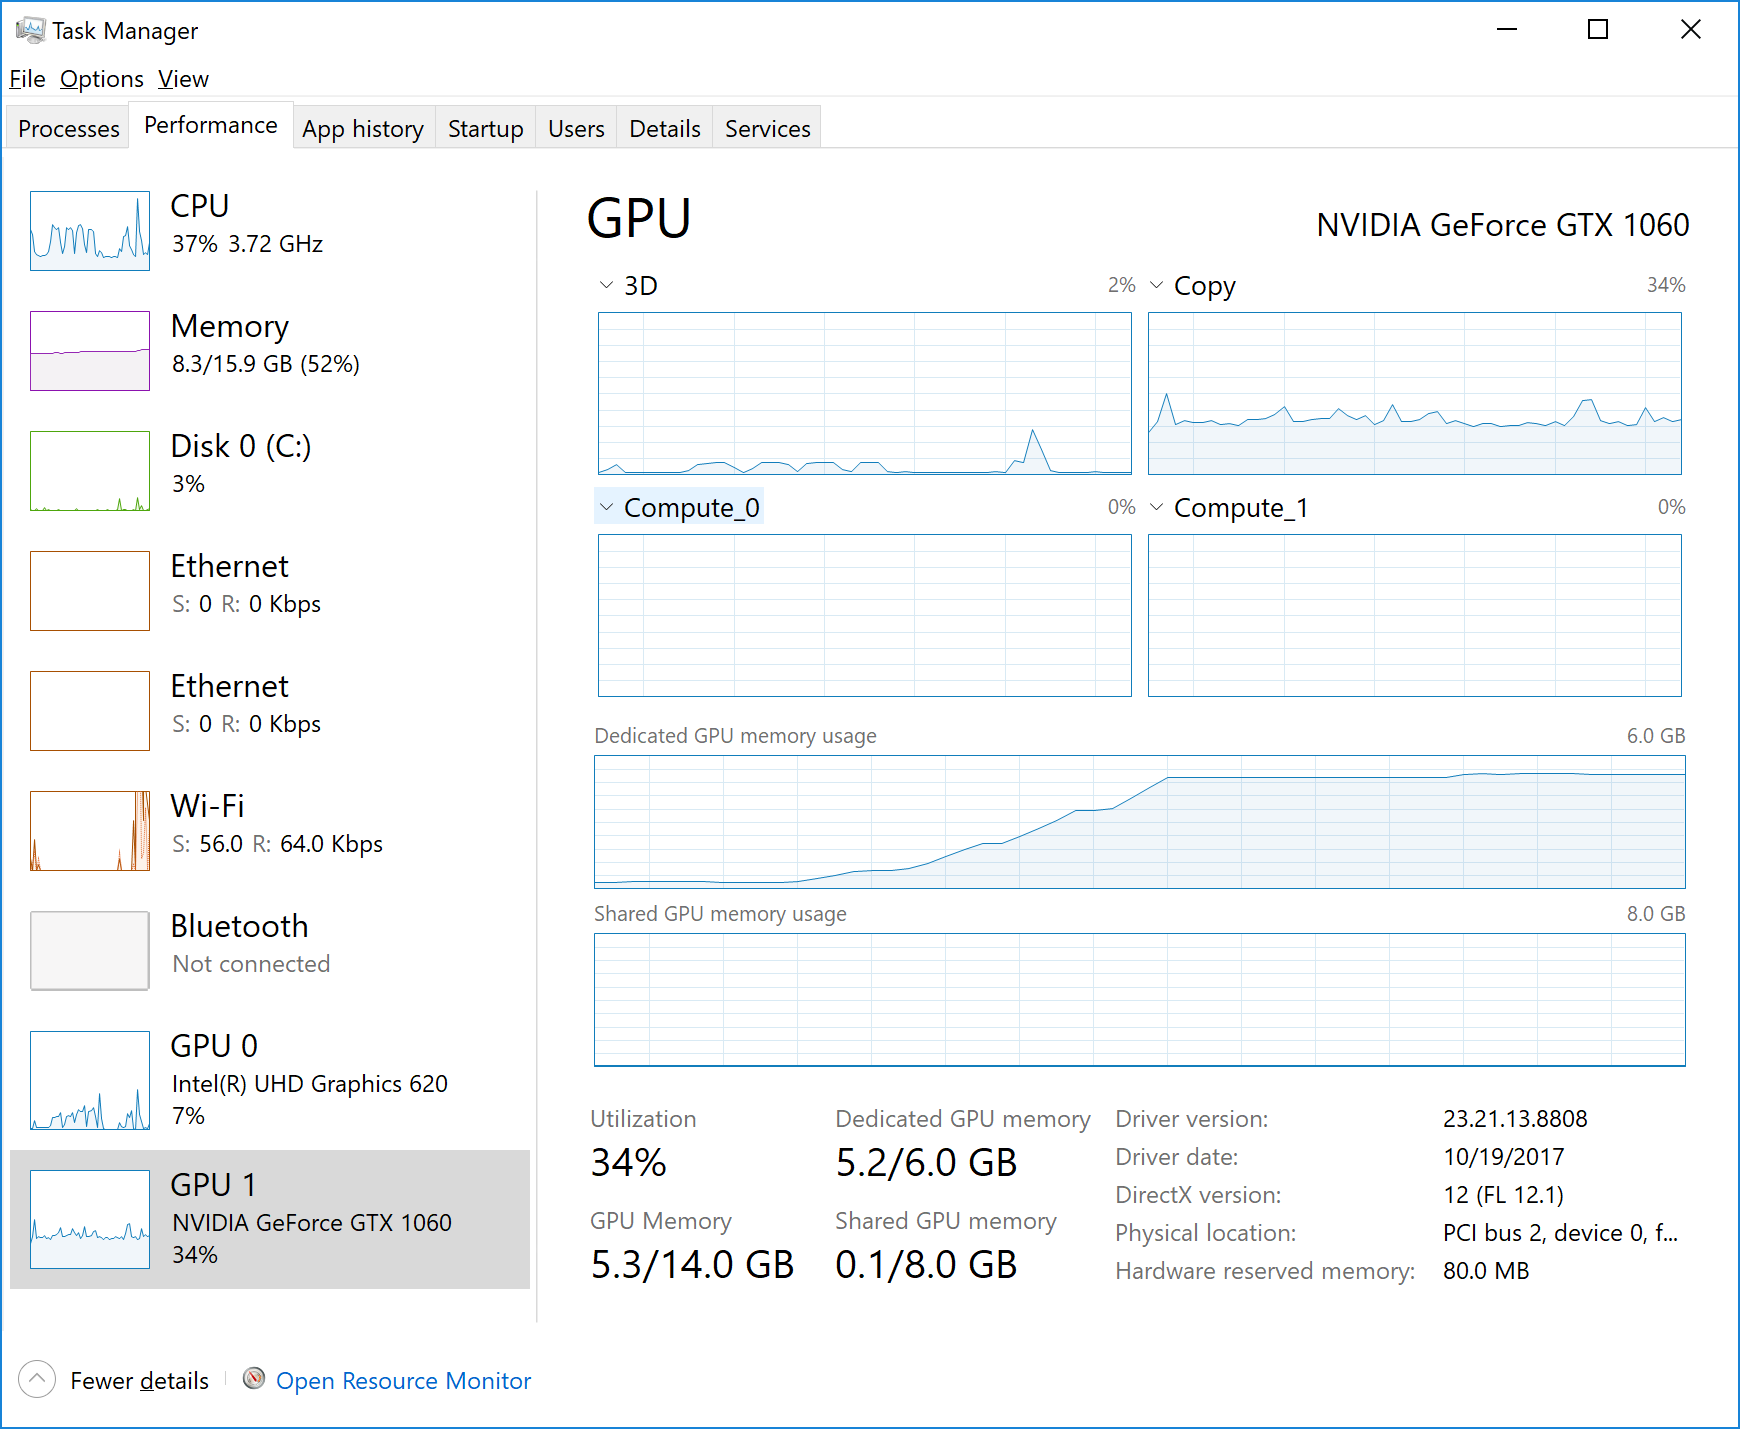 Task Manager
File Options View
Processes Performance App history Startup Users Details Services
CPU
37% 3.72 GHz
Memory
8.3/15.9 GB (52%)
Disk 0 (C:)
3%
Ethernet
S: 0 R: 0 Kbps
Ethernet
S: 0 R: 0 Kbps
Wi-Fi
S: 56.0 R: 64.0 Kbps
Bluetooth
Not connected
GPU 0
Intel(R) UHD Graphics 620
7%
GPU 1
NVIDIA GeForce GTX 1060
34%
GPU NVIDIA GeForce GTX 1060
3D 2% Copy 34%
Compute_0 0% Compute_1 0%
Dedicated GPU memory usage 6.0 GB
Shared GPU memory usage 8.0 GB
Utilization
34%
Dedicated GPU memory
5.2/6.0 GB
GPU Memory
5.3/14.0 GB
Shared GPU memory
0.1/8.0 GB
Driver version: 23.21.13.8808
Driver date: 10/19/2017
DirectX version: 12 (FL 12.1)
Physical location: PCI bus 2, device 0, f...
Hardware reserved memory: 80.0 MB
Fewer details Open Resource Monitor